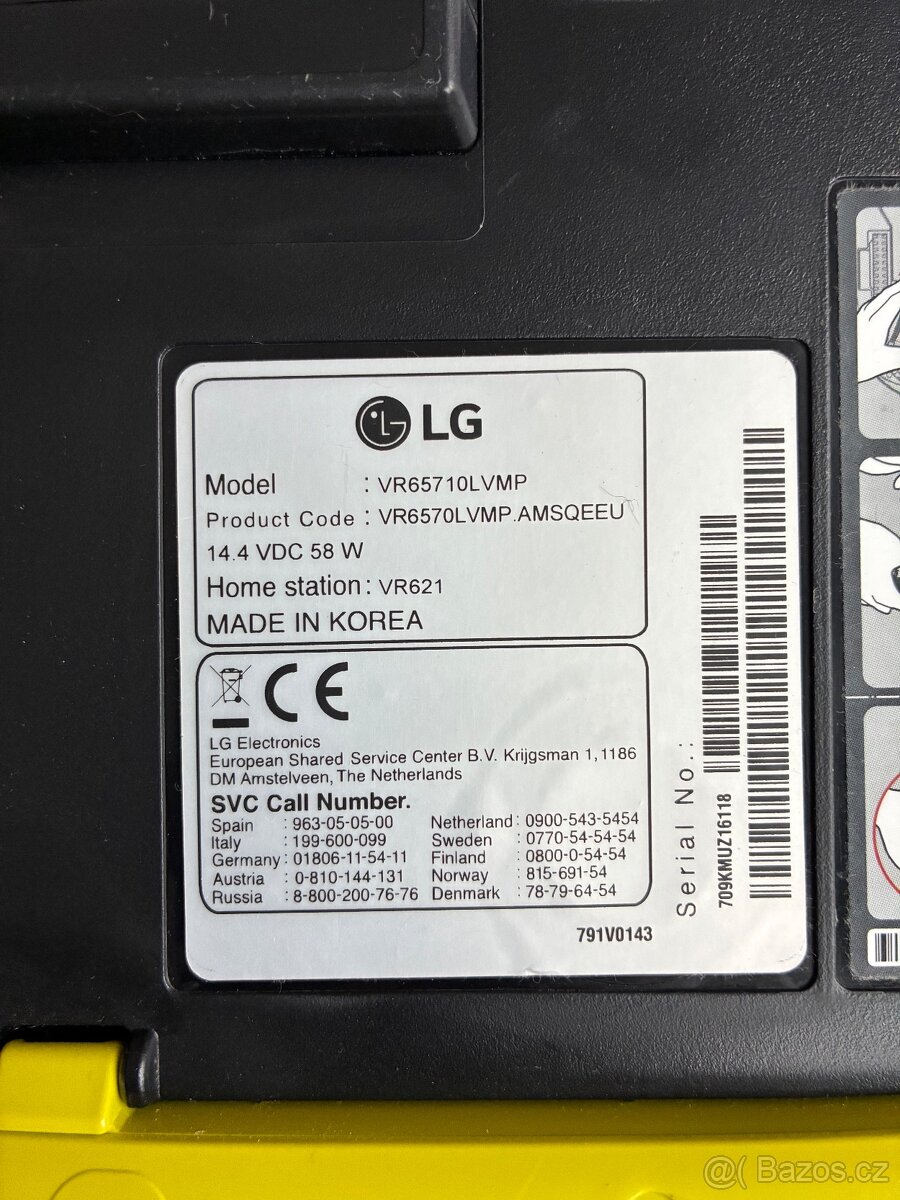 LG
Model : VR65710LVMP
Product Code : VR6570LVMP.AMSQEEU
14.4 VDC 58 W
Home station : VR621
MADE IN KOREA
CE
LG Electronics
European Shared Service Center B.V. Krijgsman 1, 1186
DM Amstelveen, The Netherlands
SVC Call Number.
Spain : 963-05-05-00 Netherland : 0900-543-5454
Italy : 199-600-099 Sweden : 0770-54-54-54
Germany : 01806-11-54-11 Finland : 0800-0-54-54
Austria : 0-810-144-131 Norway : 815-691-54
Russia : 8-800-200-76-76 Denmark : 78-79-64-54
791V0143
Serial No. :
709KMUZ16118
@ Bazos.cz